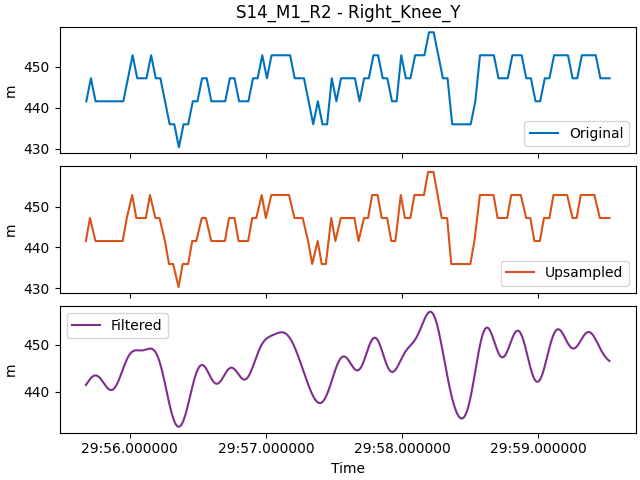 S14_M1_R2 - Right_Knee_Y
450
440
430
m
Original
450
440
430
m
Upsampled
450
440
m
Filtered
29:56.000000 29:57.000000 29:58.000000 29:59.000000
Time